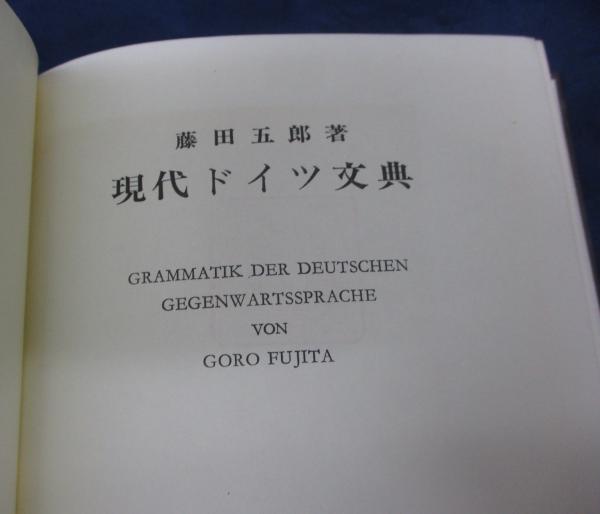 藤田五郎著
現代ドイツ文典
GRAMMATIK DER DEUTSCHEN
GEGENWARTSSPRACHE
VON
GORO FUJITA